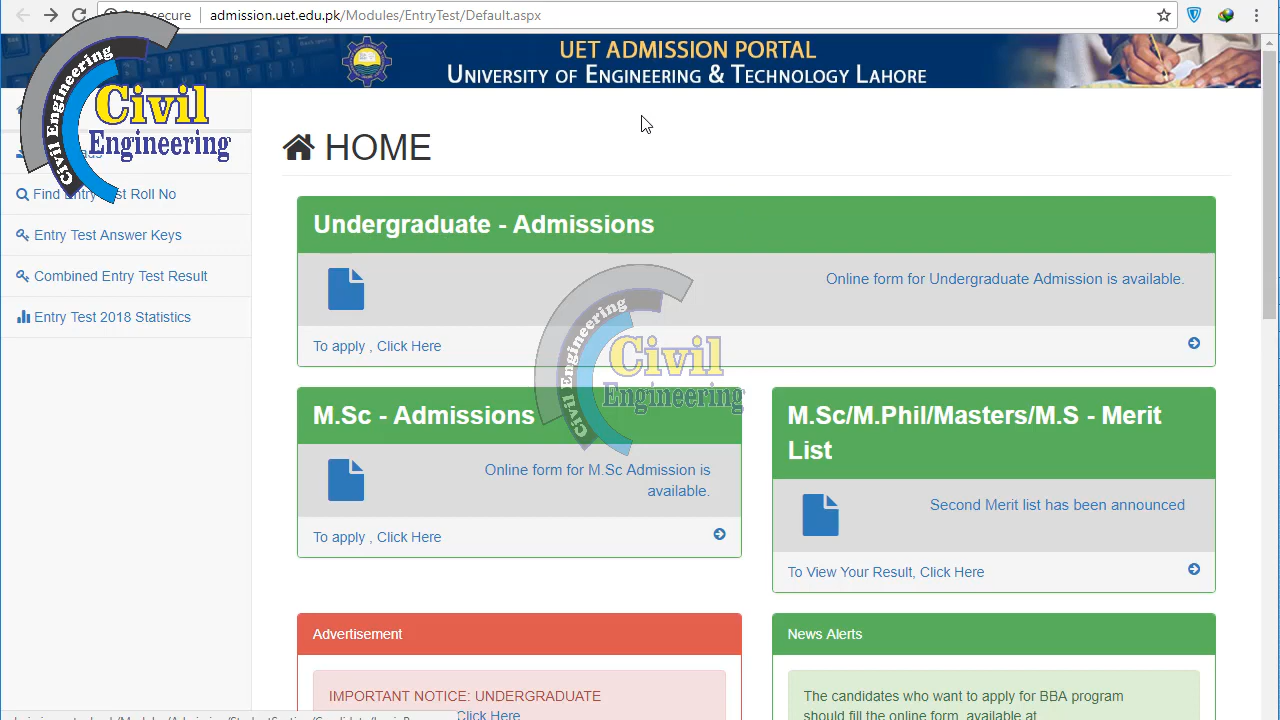 Not secure
admission.uet.edu.pk/Modules/EntryTest/Default.aspx
UET ADMISSION PORTAL
UNIVERSITY OF ENGINEERING & TECHNOLOGY LAHORE
Civil Engineering
Civil
Engineering
HOME
Find Entry Test Roll No
Entry Test Answer Keys
Combined Entry Test Result
Entry Test 2018 Statistics
Undergraduate - Admissions
Online form for Undergraduate Admission is available.
To apply , Click Here
Civil Engineering
Civil
Engineering
M.Sc - Admissions
Online form for M.Sc Admission is
available.
To apply , Click Here
M.Sc/M.Phil/Masters/M.S - Merit
List
Second Merit list has been announced
To View Your Result, Click Here
Advertisement
IMPORTANT NOTICE: UNDERGRADUATE
Click Here
News Alerts
The candidates who want to apply for BBA program
should fill the online form, available at